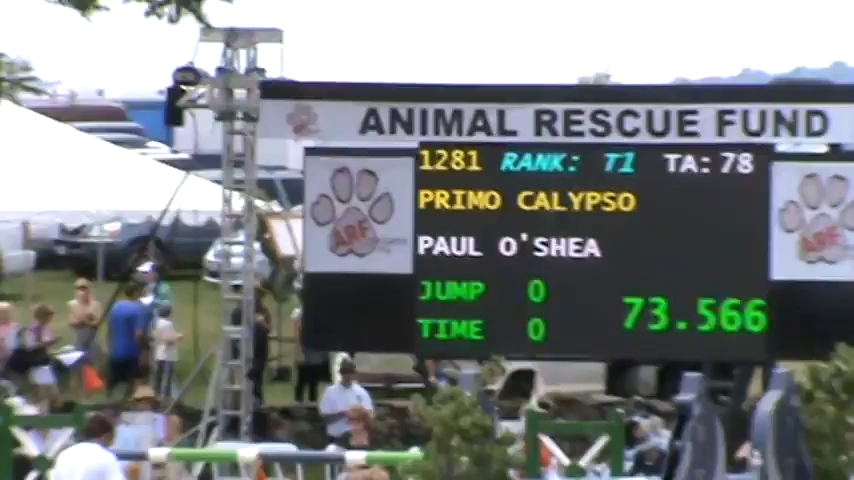 ANIMAL RESCUE FUND
1281 RANK: T1 TA: 78
PRIMO CALYPSO
PAUL O'SHEA
JUMP 0
TIME 0
73.566
ARF
ARF